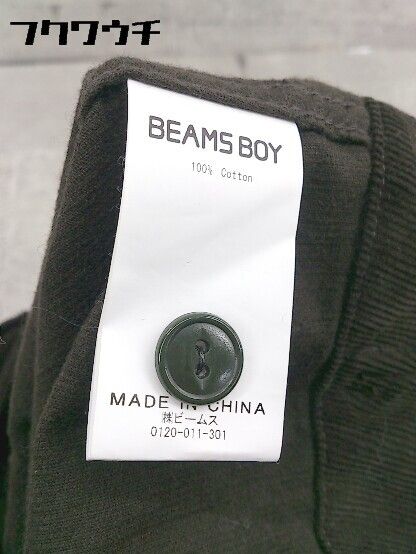 フクワウチ
BEAMS BOY
100% Cotton
MADE IN CHINA
㈱ビームス
0120-011-301